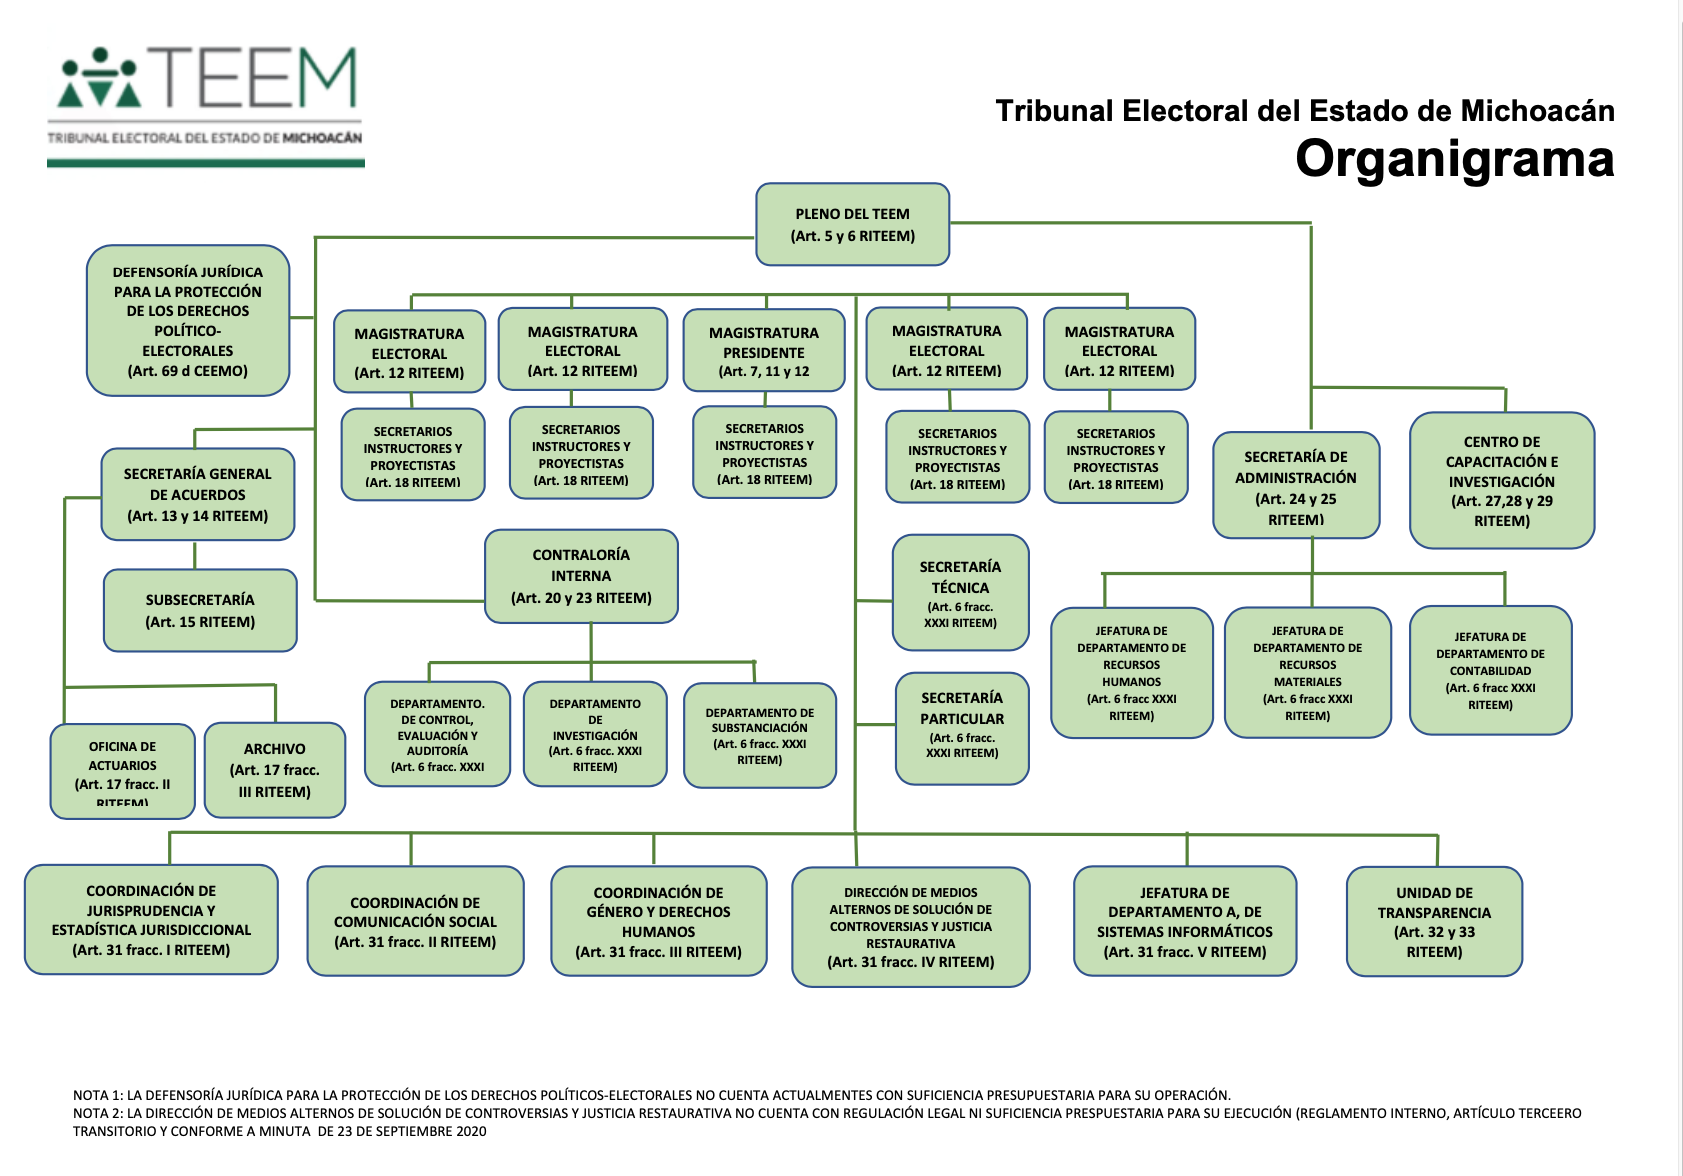 TEEM
TRIBUNAL ELECTORAL DEL ESTADO DE MICHOACÁN
Tribunal Electoral del Estado de Michoacán
Organigrama
PLENO DEL TEEM
(Art. 5 y 6 RITEEM)
DEFENSORÍA JURÍDICA
PARA LA PROTECCIÓN
DE LOS DERECHOS
POLÍTICO-
ELECTORALES
(Art. 69 d CEEMO)
MAGISTRATURA
ELECTORAL
(Art. 12 RITEEM)
MAGISTRATURA
ELECTORAL
(Art. 12 RITEEM)
MAGISTRATURA
PRESIDENTE
(Art. 7, 11 y 12
MAGISTRATURA
ELECTORAL
(Art. 12 RITEEM)
MAGISTRATURA
ELECTORAL
(Art. 12 RITEEM)
SECRETARIOS
INSTRUCTORES Y
PROYECTISTAS
(Art. 18 RITEEM)
SECRETARIOS
INSTRUCTORES Y
PROYECTISTAS
(Art. 18 RITEEM)
SECRETARIOS
INSTRUCTORES Y
PROYECTISTAS
(Art. 18 RITEEM)
SECRETARIOS
INSTRUCTORES Y
PROYECTISTAS
(Art. 18 RITEEM)
SECRETARIOS
INSTRUCTORES Y
PROYECTISTAS
(Art. 18 RITEEM)
SECRETARÍA DE
ADMINISTRACIÓN
(Art. 24 y 25
RITEEM)
CENTRO DE
CAPACITACIÓN E
INVESTIGACIÓN
(Art. 27,28 y 29
RITEEM)
SECRETARÍA GENERAL
DE ACUERDOS
(Art. 13 y 14 RITEEM)
SUBSECRETARÍA
(Art. 15 RITEEM)
CONTRALORÍA
INTERNA
(Art. 20 y 23 RITEEM)
SECRETARÍA
TÉCNICA
(Art. 6 fracc.
XXXI RITEEM)
SECRETARÍA
PARTICULAR
(Art. 6 fracc.
XXXI RITEEM)
JEFATURA DE
DEPARTAMENTO DE
RECURSOS
HUMANOS
(Art. 6 fracc XXXI
RITEEM)
JEFATURA DE
DEPARTAMENTO DE
RECURSOS
MATERIALES
(Art. 6 fracc XXXI
RITEEM)
JEFATURA DE
DEPARTAMENTO DE
CONTABILIDAD
(Art. 6 fracc XXXI
RITEEM)
OFICINA DE
ACTUARIOS
(Art. 17 fracc. II
RITEEM)
ARCHIVO
(Art. 17 fracc.
III RITEEM)
DEPARTAMENTO.
DE CONTROL,
EVALUACIÓN Y
AUDITORÍA
(Art. 6 fracc. XXXI
DEPARTAMENTO
DE
INVESTIGACIÓN
(Art. 6 fracc. XXXI
RITEEM)
DEPARTAMENTO DE
SUBSTANCIACIÓN
(Art. 6 fracc. XXXI
RITEEM)
COORDINACIÓN DE
JURISPRUDENCIA Y
ESTADÍSTICA JURISDICCIONAL
(Art. 31 fracc. I RITEEM)
COORDINACIÓN DE
COMUNICACIÓN SOCIAL
(Art. 31 fracc. II RITEEM)
COORDINACIÓN DE
GÉNERO Y DERECHOS
HUMANOS
(Art. 31 fracc. III RITEEM)
DIRECCIÓN DE MEDIOS
ALTERNOS DE SOLUCIÓN DE
CONTROVERSIAS Y JUSTICIA
RESTAURATIVA
(Art. 31 fracc. IV RITEEM)
JEFATURA DE
DEPARTAMENTO A, DE
SISTEMAS INFORMÁTICOS
(Art. 31 fracc. V RITEEM)
UNIDAD DE
TRANSPARENCIA
(Art. 32 y 33
RITEEM)
NOTA 1: LA DEFENSORÍA JURÍDICA PARA LA PROTECCIÓN DE LOS DERECHOS POLÍTICOS-ELECTORALES NO CUENTA ACTUALMENTES CON SUFICIENCIA PRESUPUESTARIA PARA SU OPERACIÓN.
NOTA 2: LA DIRECCIÓN DE MEDIOS ALTERNOS DE SOLUCIÓN DE CONTROVERSIAS Y JUSTICIA RESTAURATIVA NO CUENTA CON REGULACIÓN LEGAL NI SUFICIENCIA PRESPUESTARIA PARA SU EJECUCIÓN (REGLAMENTO INTERNO, ARTÍCULO TERCEERO
TRANSITORIO Y CONFORME A MINUTA DE 23 DE SEPTIEMBRE 2020